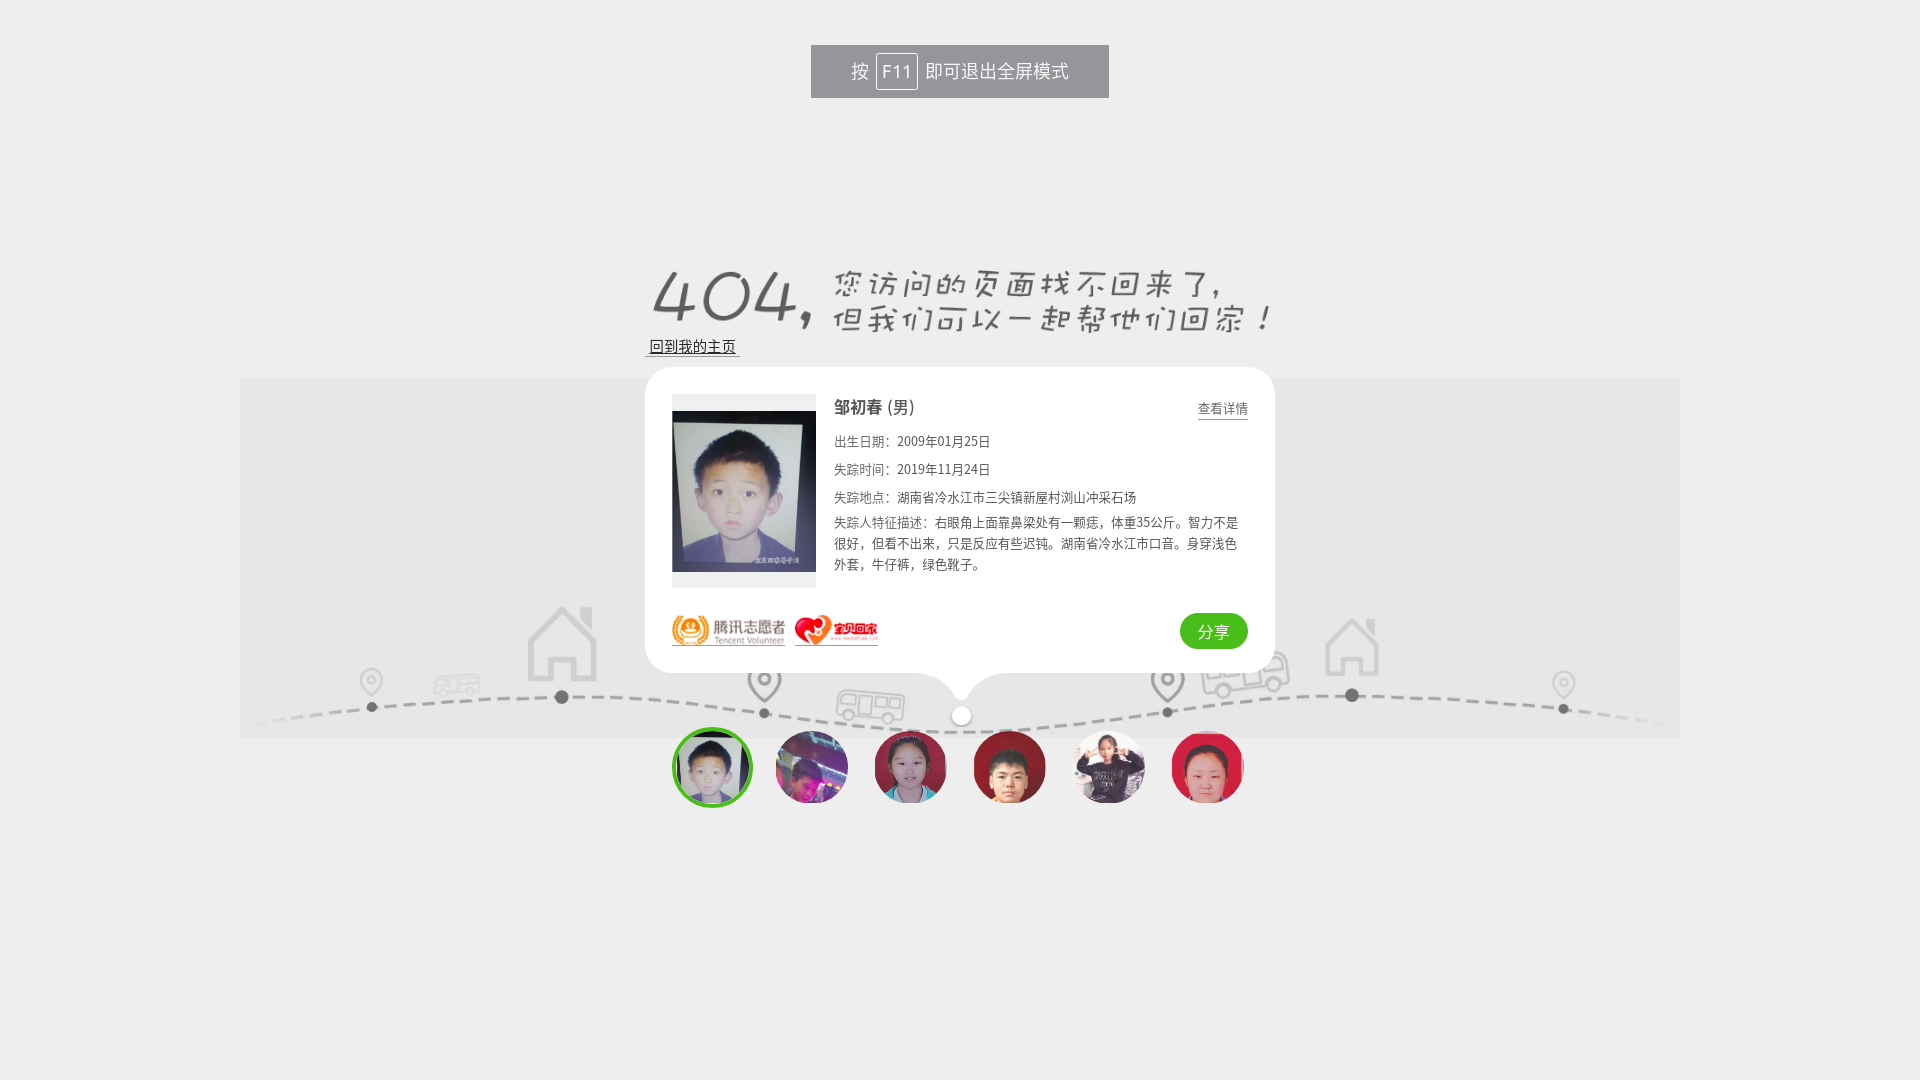 按 F11 即可退出全屏模式
404, 您访问的页面找不回来了,
但我们可以一起帮他们回家!
回到我的主页
邹初春 (男)
查看详情
出生日期：2009年01月25日
失踪时间：2019年11月24日
失踪地点：湖南省冷水江市三尖镇新屋村浏山冲采石场
失踪人特征描述：右眼角上面靠鼻梁处有一颗痣，体重35公斤。智力不是
很好，但看不出来，只是反应有些迟钝。湖南省冷水江市口音。身穿浅色
外套，牛仔裤，绿色靴子。
腾讯志愿者
Tencent Volunteer
宝贝回家
分享